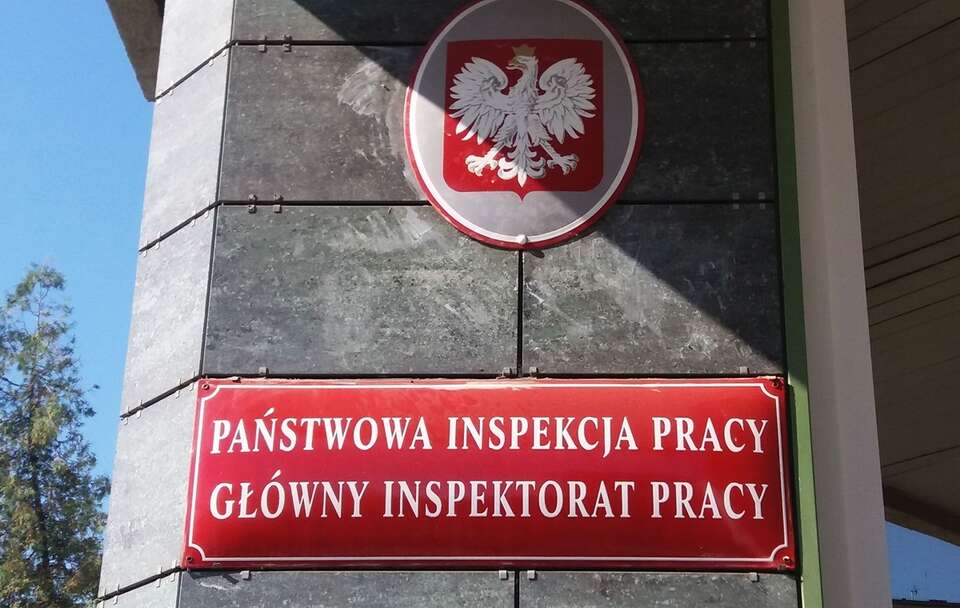 PAŃSTWOWA INSPEKCJA PRACY
GŁÓWNY INSPEKTORAT PRACY